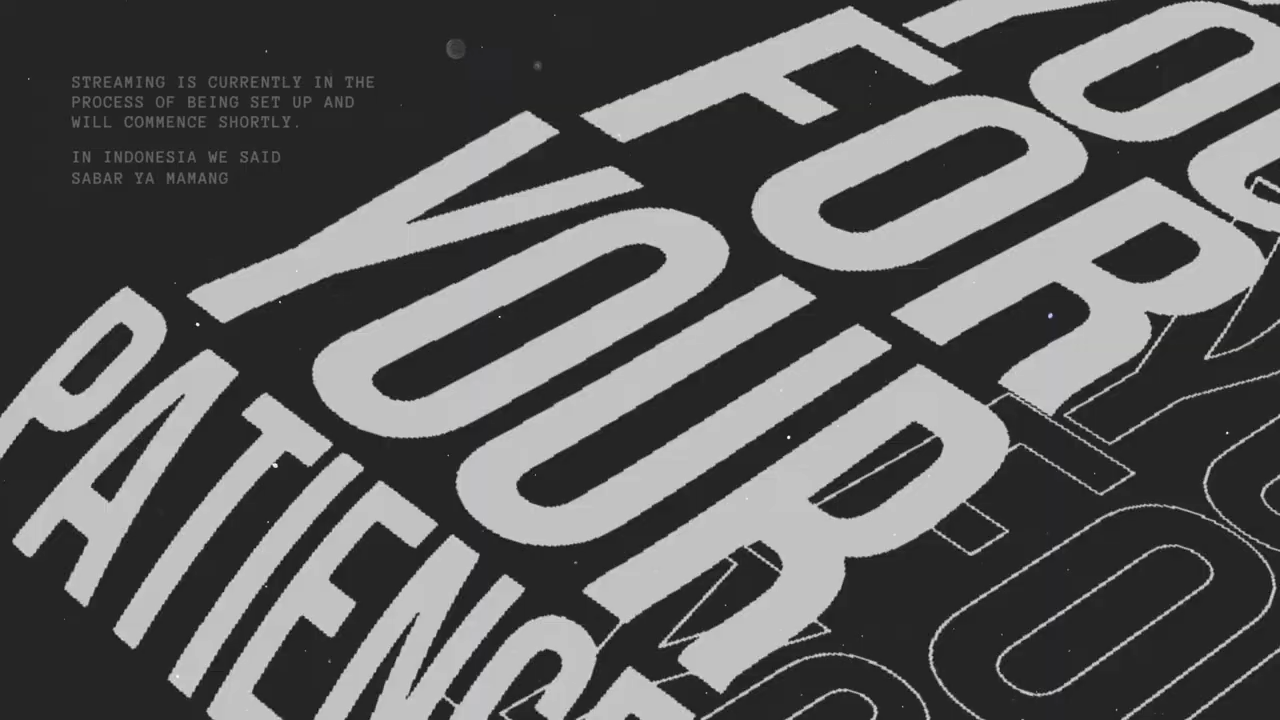 STREAMING IS CURRENTLY IN THE
PROCESS OF BEING SET UP AND
WILL COMMENCE SHORTLY.
IN INDONESIA WE SAID
SABAR YA MAMANG
YOU
FOR
YOUR
PATIENCE